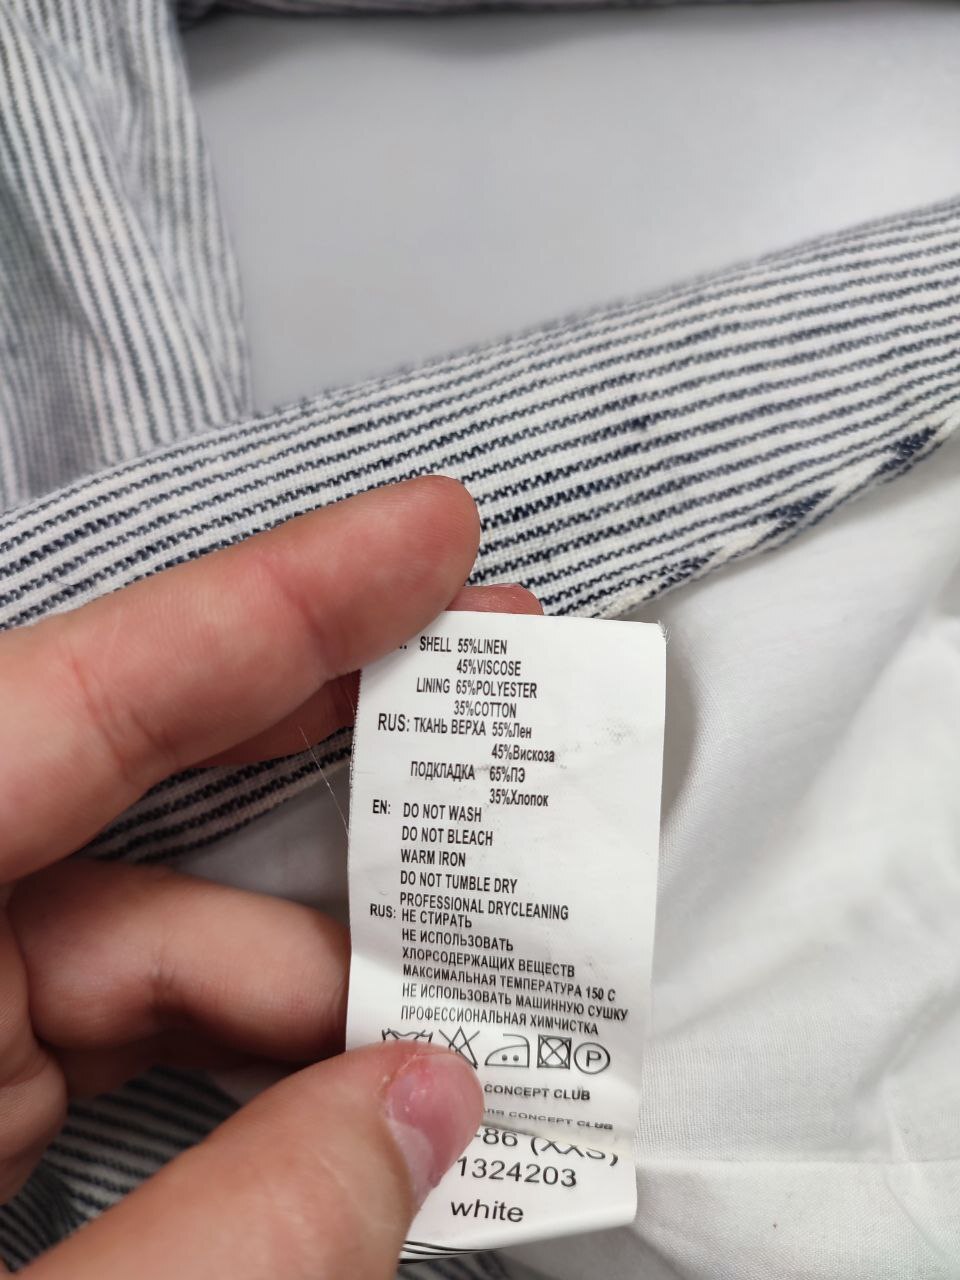 SHELL 55%LINEN
45%VISCOSE
LINING 65%POLYESTER
35%COTTON
RUS: ТКАНЬ ВЕРХА 55%Лен
45%Вискоза
ПОДКЛАДКА 65%ПЭ
35%Хлопок
EN: DO NOT WASH
DO NOT BLEACH
WARM IRON
DO NOT TUMBLE DRY
PROFESSIONAL DRYCLEANING
RUS: НЕ СТИРАТЬ
НЕ ИСПОЛЬЗОВАТЬ
ХЛОРСОДЕРЖАЩИХ ВЕЩЕСТВ
МАКСИМАЛЬНАЯ ТЕМПЕРАТУРА 150 С
НЕ ИСПОЛЬЗОВАТЬ МАШИННУЮ СУШКУ
ПРОФЕССИОНАЛЬНАЯ ХИМЧИСТКА
P
CONCEPT CLUB
CONCEPT CLUB
-86 (XXS)
1324203
white